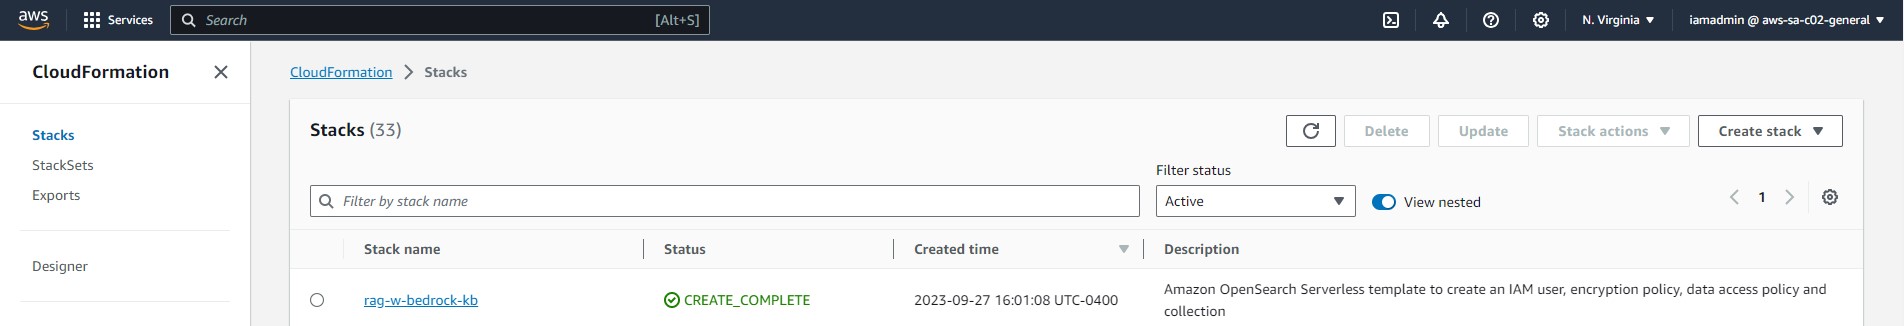 aws Services Search [Alt+S] N. Virginia iamadmin @ aws-sa-c02-general
CloudFormation
CloudFormation Stacks
Stacks
StackSets
Exports
Designer
Stacks (33)
Delete Update Stack actions Create stack
Filter status
Filter by stack name Active View nested 1
Stack name Status Created time Description
rag-w-bedrock-kb CREATE_COMPLETE 2023-09-27 16:01:08 UTC-0400 Amazon OpenSearch Serverless template to create an IAM user, encryption policy, data access policy and
collection